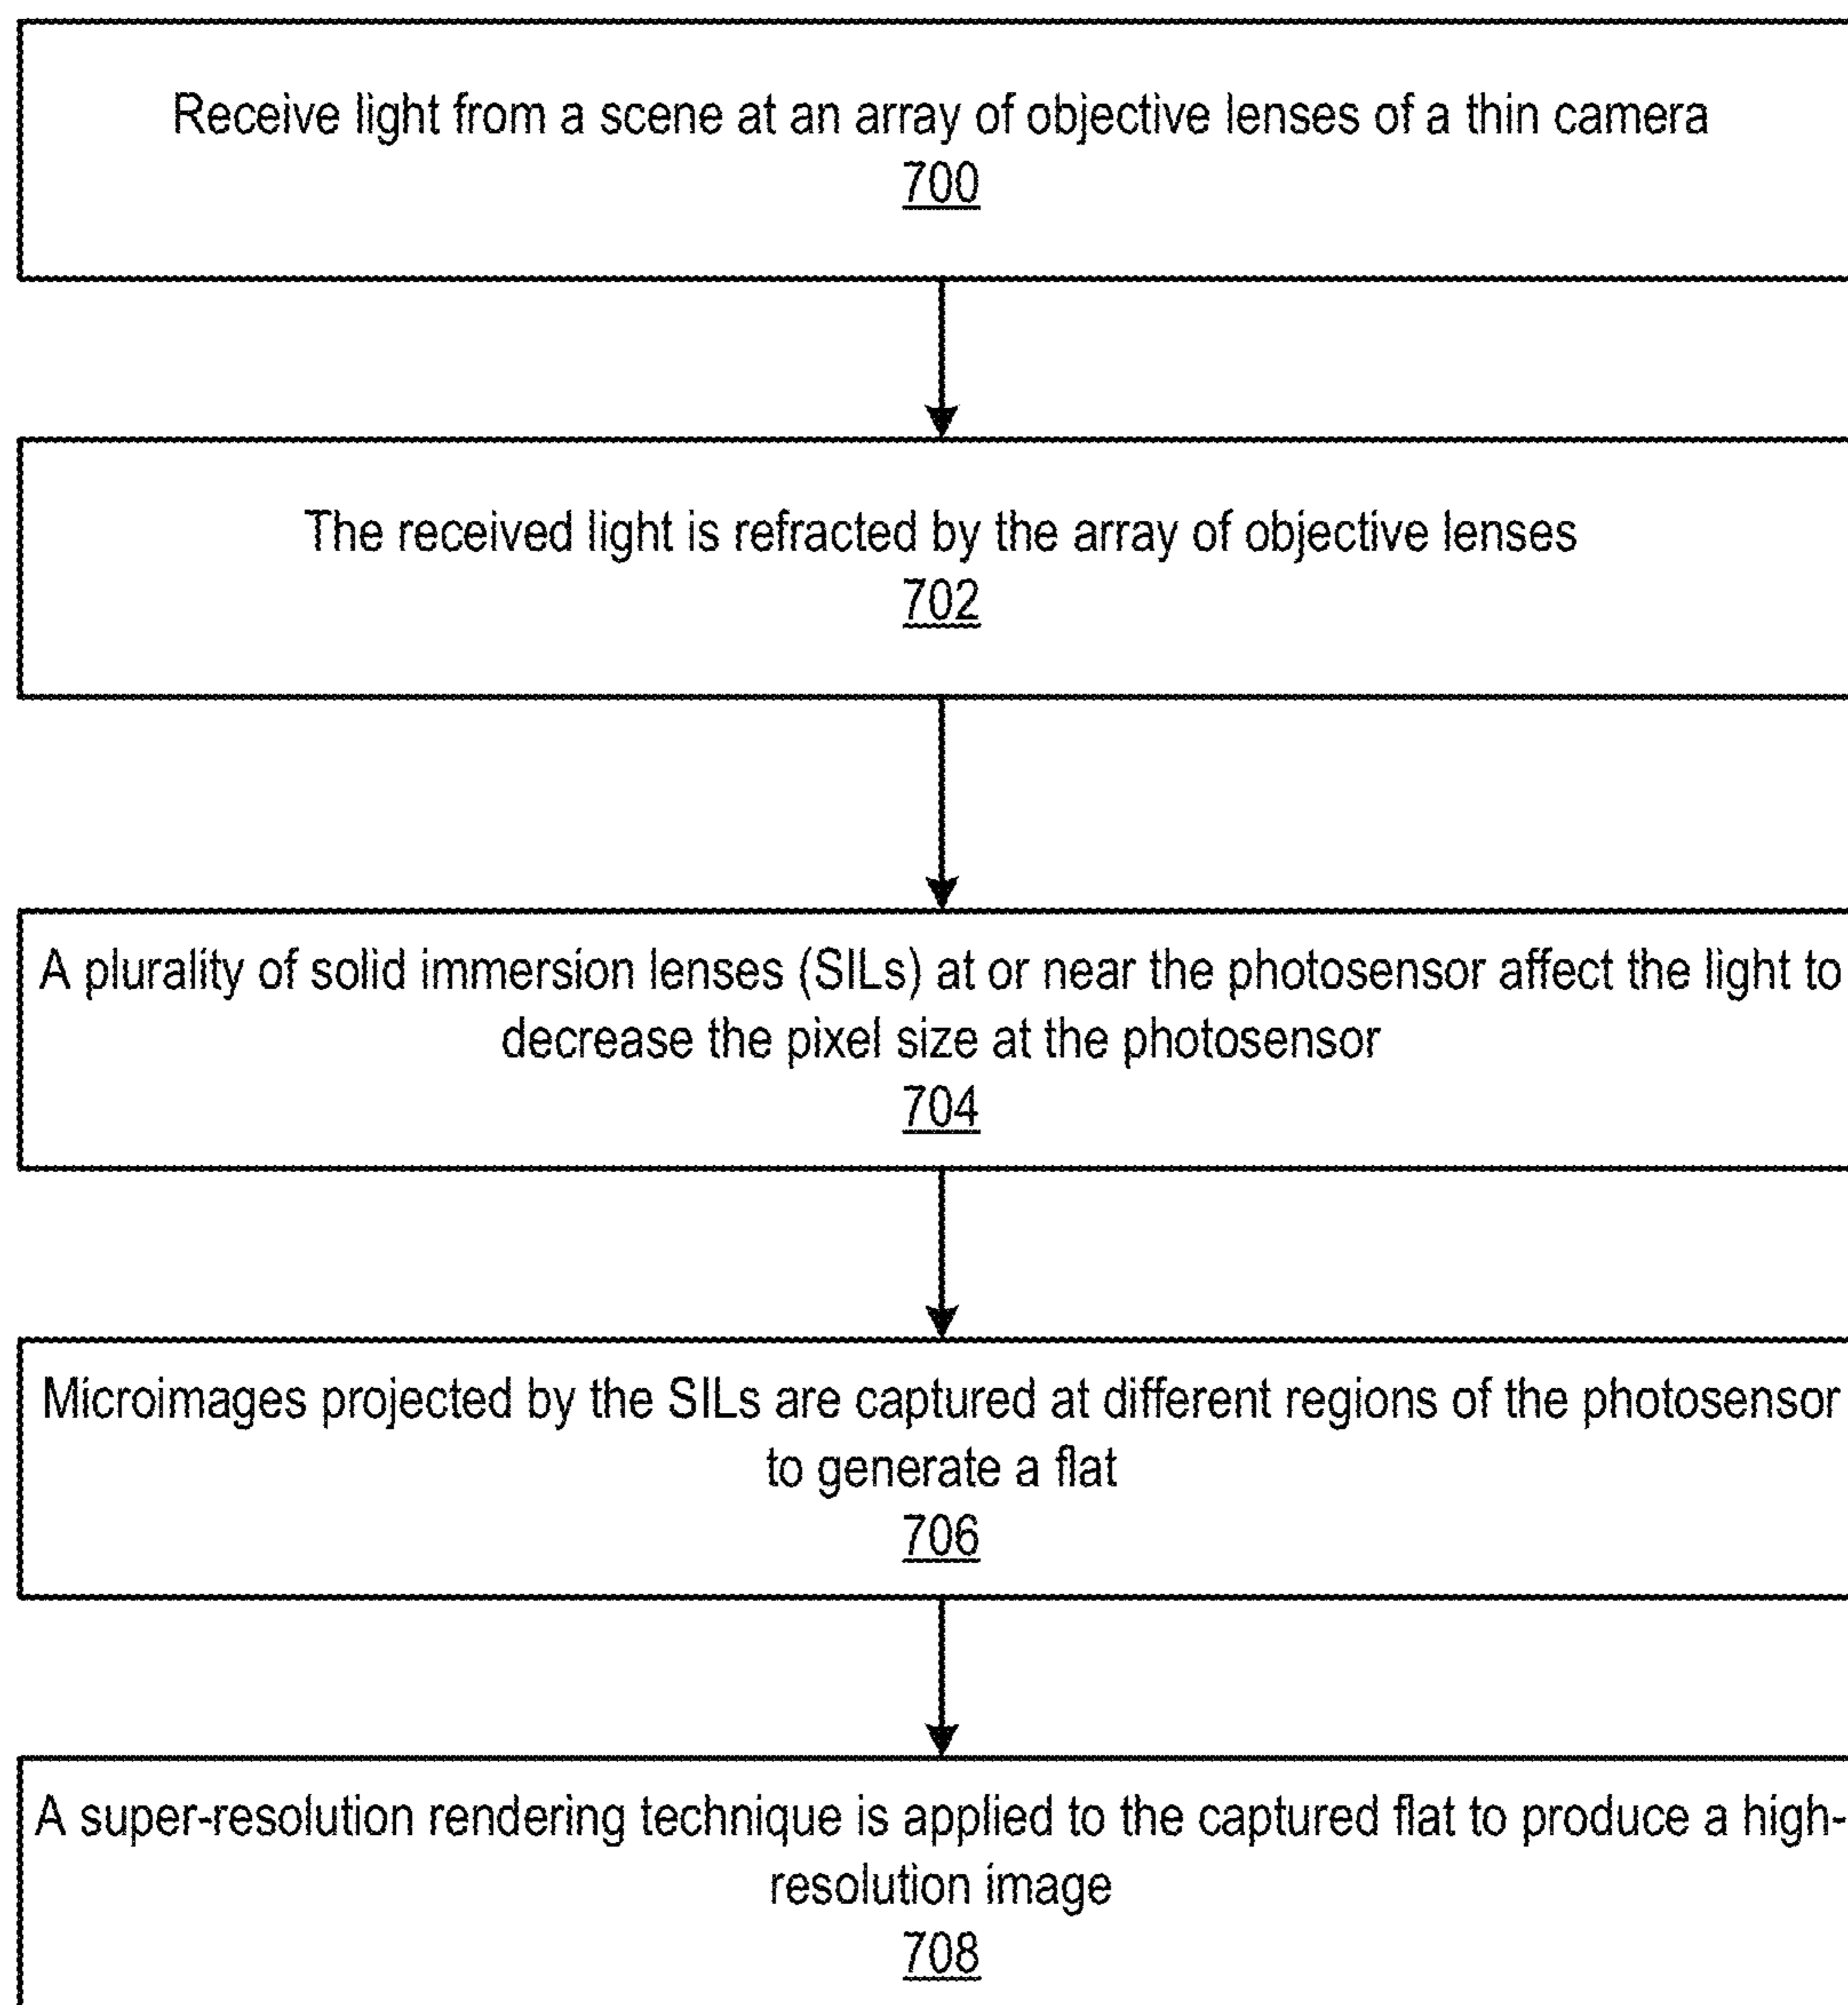 Receive light from a scene at an array of objective lenses of a thin camera
700
The received light is refracted by the array of objective lenses
702
A plurality of solid immersion lenses (SILs) at or near the photosensor affect the light to
decrease the pixel size at the photosensor
704
Microimages projected by the SILs are captured at different regions of the photosensor
to generate a flat
706
A super-resolution rendering technique is applied to the captured flat to produce a high-
resolution image
708